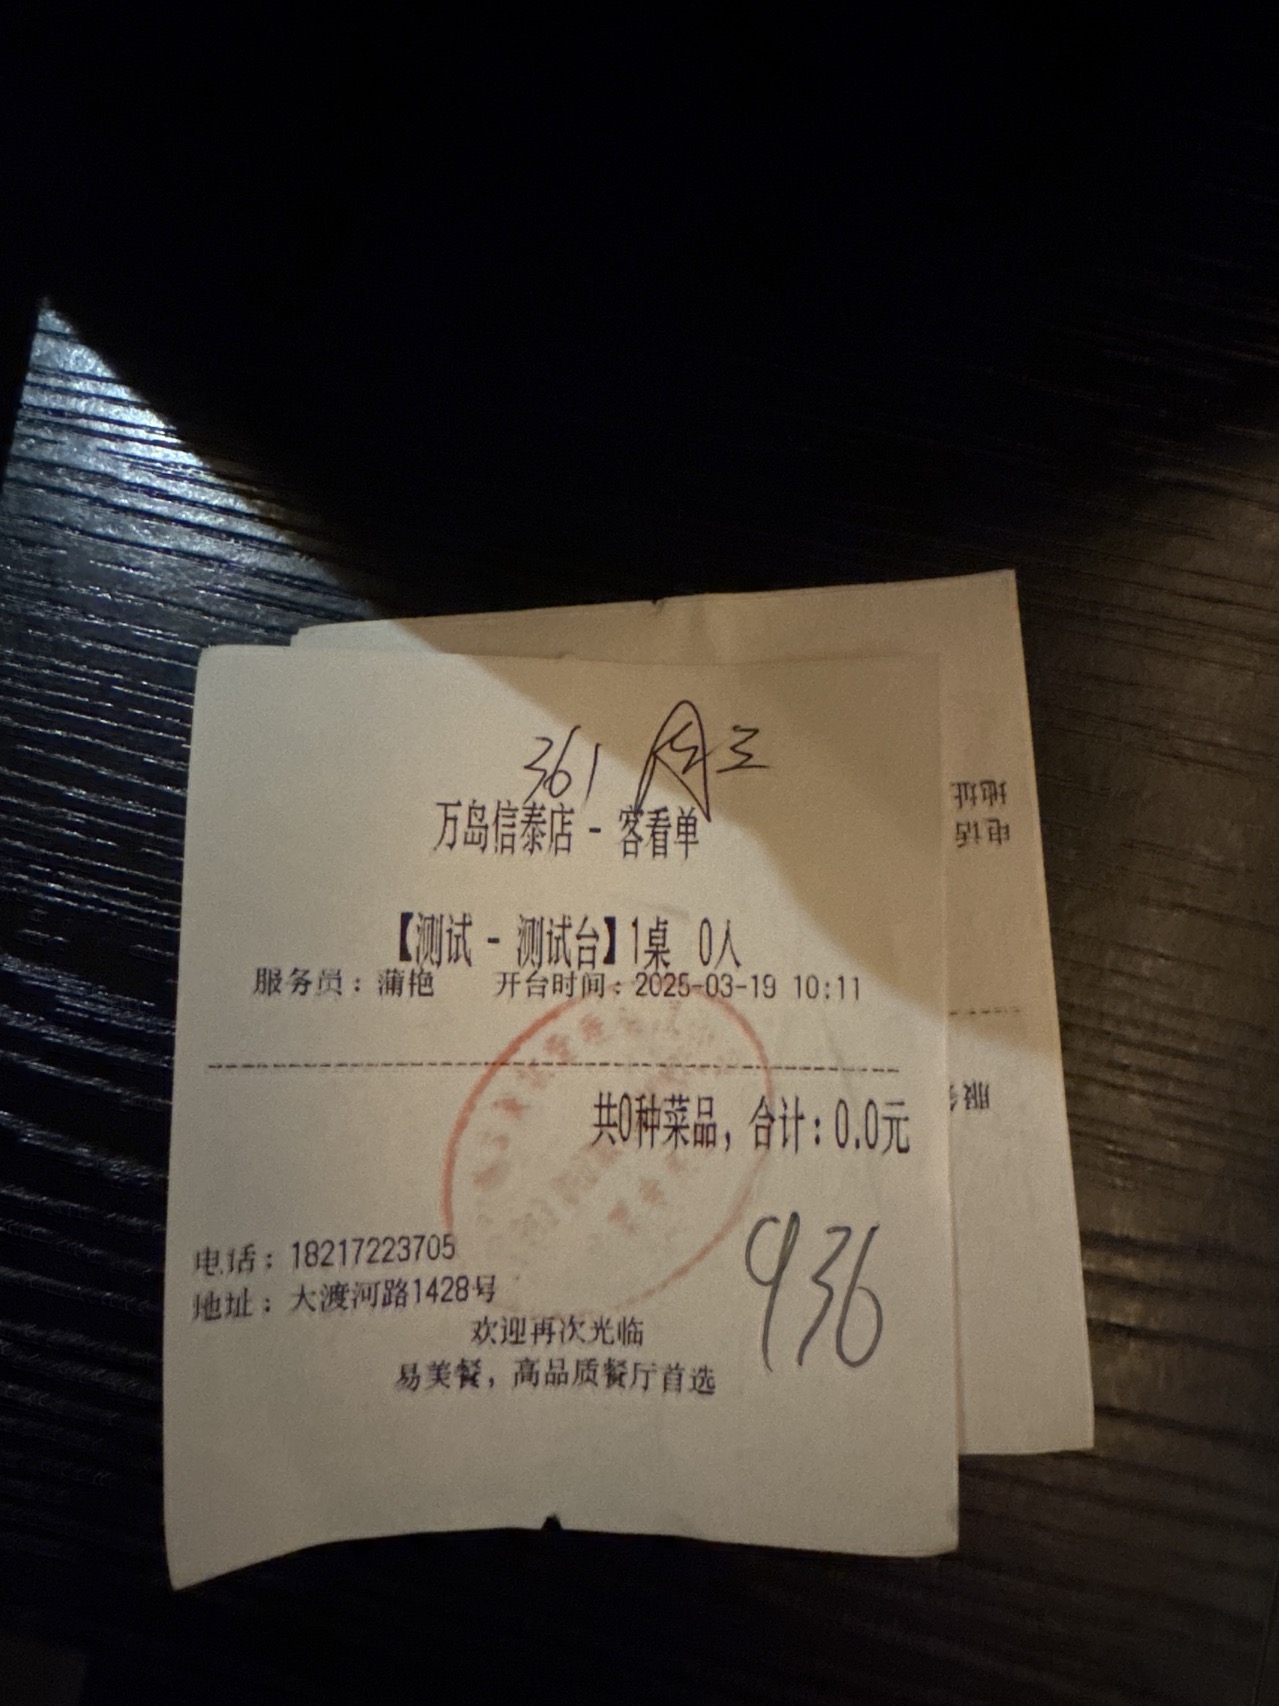 361 周三
万岛信泰店 - 客看单
【测试 - 测试台】1桌 0人
服务员：蒲艳 开台时间：2025-03-19 10:11
共0种菜品，合计：0.0元
936
电话：18217223705
地址：大渡河路1428号
欢迎再次光临
易美餐，高品质餐厅首选
地址
电话
服务